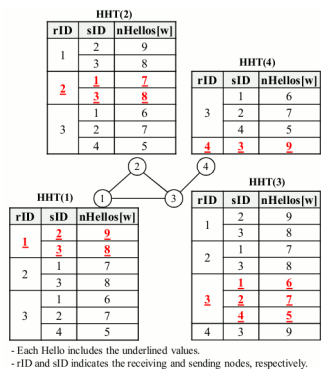 HHT(2)
rID sID nHellos[w]
1 2 9
3 8
2 1 7
3 8
3 1 6
2 7
4 5
HHT(4)
rID sID nHellos[w]
3 1 6
2 7
4 5
4 3 9
2 4
1 3
HHT(1)
rID sID nHellos[w]
1 2 9
3 8
2 1 7
3 8
3 1 6
2 7
4 5
HHT(3)
rID sID nHellos[w]
1 2 9
3 8
2 1 7
3 8
3 1 6
2 7
4 5
4 3 9
- Each Hello includes the underlined values.
- rID and sID indicates the receiving and sending nodes, respectively.